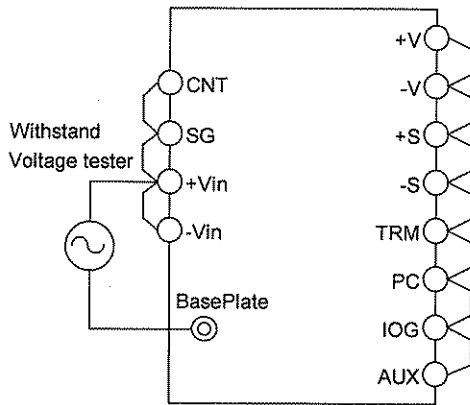 +V
CNT
-V
Withstand
Voltage tester
SG
+S
+Vin
-S
-Vin
TRM
PC
BasePlate
IOG
AUX